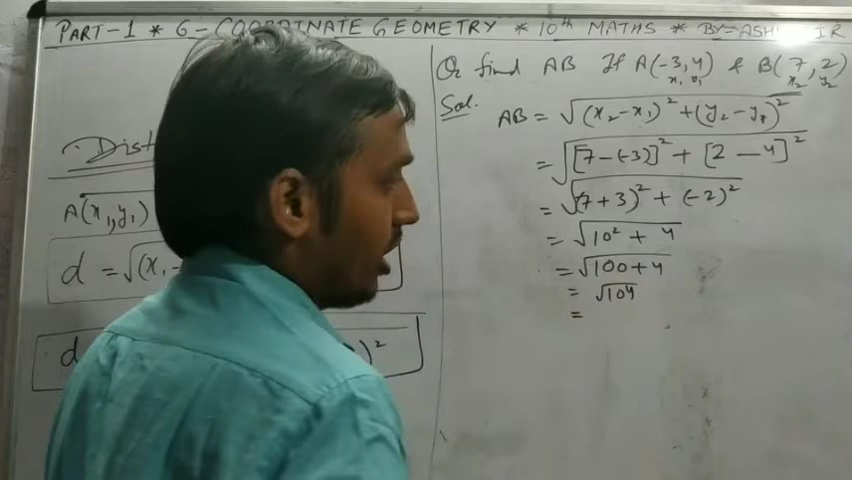 PART-1 * 6- COORDINATE GEOMETRY * 10th MATHS * BY-ASH IR
Dist
A(x₁,y₁)
d = √(x₁-
d )²
Q find AB If A(-3,4) & B(7,2)
x₁ y₁ x₂ y₂
Sol. AB = √(x₂-x₁)² + (y₂-y₁)²
= √[7-(-3)]² + [2-4]²
= √(7+3)² + (-2)²
= √10² + 4
= √100+4
= √104
=